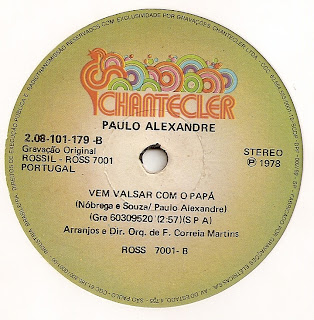 CHANTECLER
PAULO ALEXANDRE
2.08-101-179 -B
Gravação Original
ROSSIL - ROSS 7001
PORTUGAL
STEREO
℗ 1978
VEM VALSAR COM O PAPÁ
(Nóbrega e Souza/ Paulo Alexandre)
(Gra 60309520 (2:57)(S P A)
Arranjos e Dir. Orq. de F. Correia Martins
ROSS 7001-B